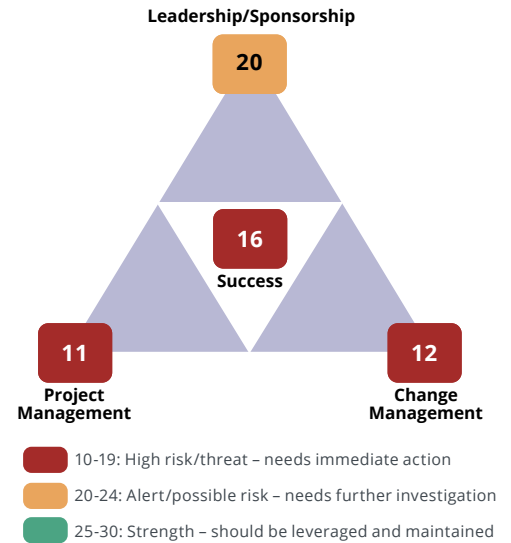 Leadership/Sponsorship
20
16
Success
11
12
Project
Management
Change
Management
10-19: High risk/threat – needs immediate action
20-24: Alert/possible risk – needs further investigation
25-30: Strength – should be leveraged and maintained